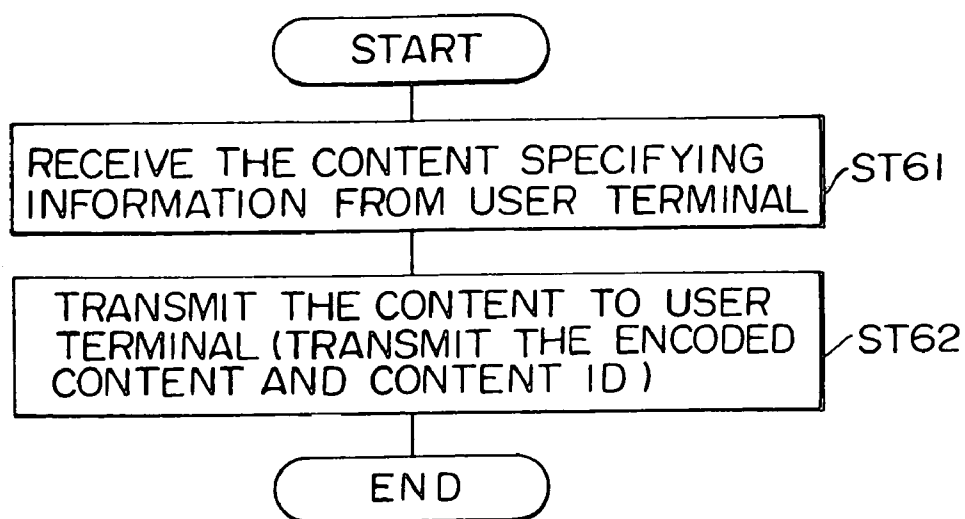 START
RECEIVE THE CONTENT SPECIFYING
INFORMATION FROM USER TERMINAL
ST61
TRANSMIT THE CONTENT TO USER
TERMINAL (TRANSMIT THE ENCODED
CONTENT AND CONTENT ID)
ST62
END